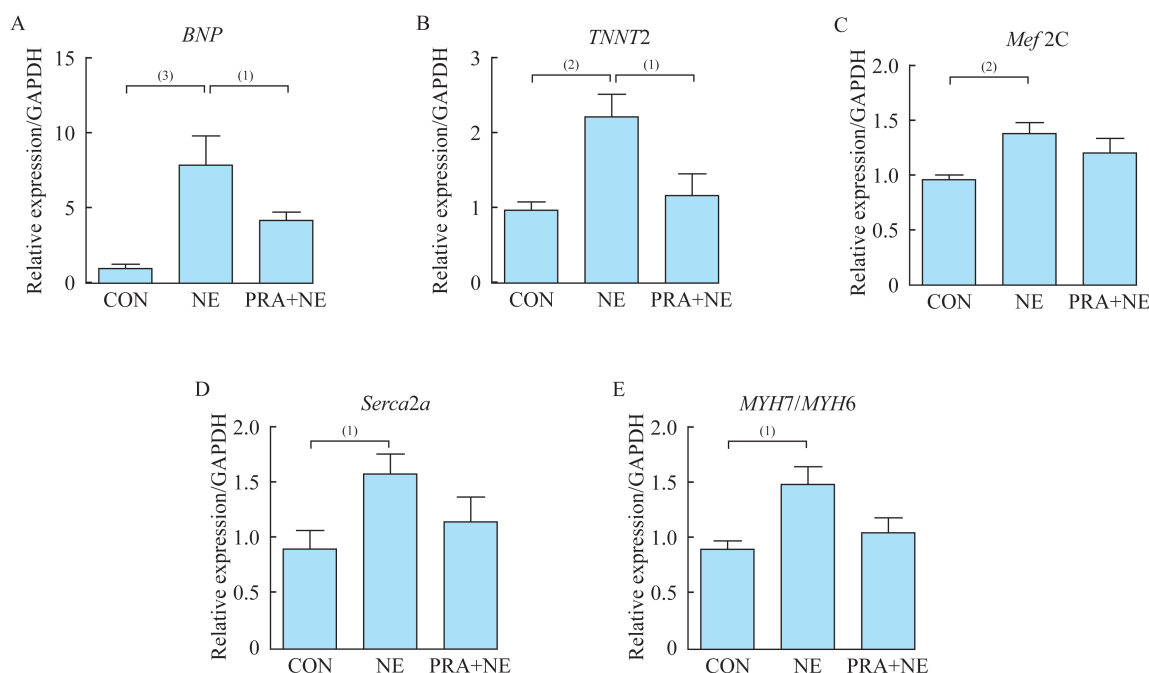 A
BNP
Relative expression/GAPDH
15
10
5
0
(3)
(1)
CON
NE
PRA+NE
B
TNNT2
Relative expression/GAPDH
3
2
1
0
(2)
(1)
CON
NE
PRA+NE
C
Mef 2C
Relative expression/GAPDH
2.0
1.5
1.0
0.5
0
(2)
CON
NE
PRA+NE
D
Serca2a
Relative expression/GAPDH
2.0
1.5
1.0
0.5
0
(1)
CON
NE
PRA+NE
E
MYH7/MYH6
Relative expression/GAPDH
2.0
1.5
1.0
0.5
0
(1)
CON
NE
PRA+NE